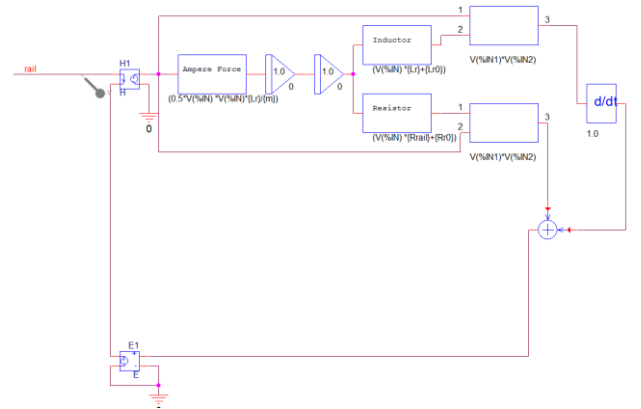 1
3
2
V(%IN1)*V(%IN2)
rail
H1
H
0
Ampere Force
(0.5*V(%IN) *V(%IN)*{Lr}/{m})
1.0
0
1.0
0
Inductor
(V(%IN) *{Lr}+{Lr0})
Resistor
(V(%IN) *{Rrail}+{Rr0})
1
2
3
V(%IN1)*V(%IN2)
d/dt
1.0
E1
E